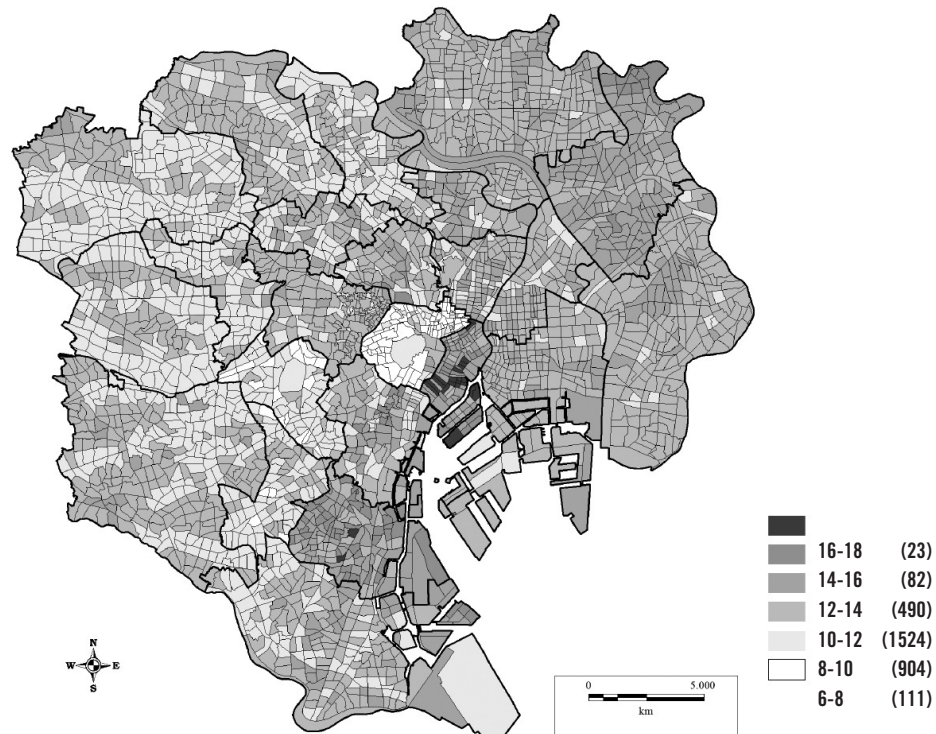 N
W E
S
0 5.000
km
16-18 (23)
14-16 (82)
12-14 (490)
10-12 (1524)
8-10 (904)
6-8 (111)